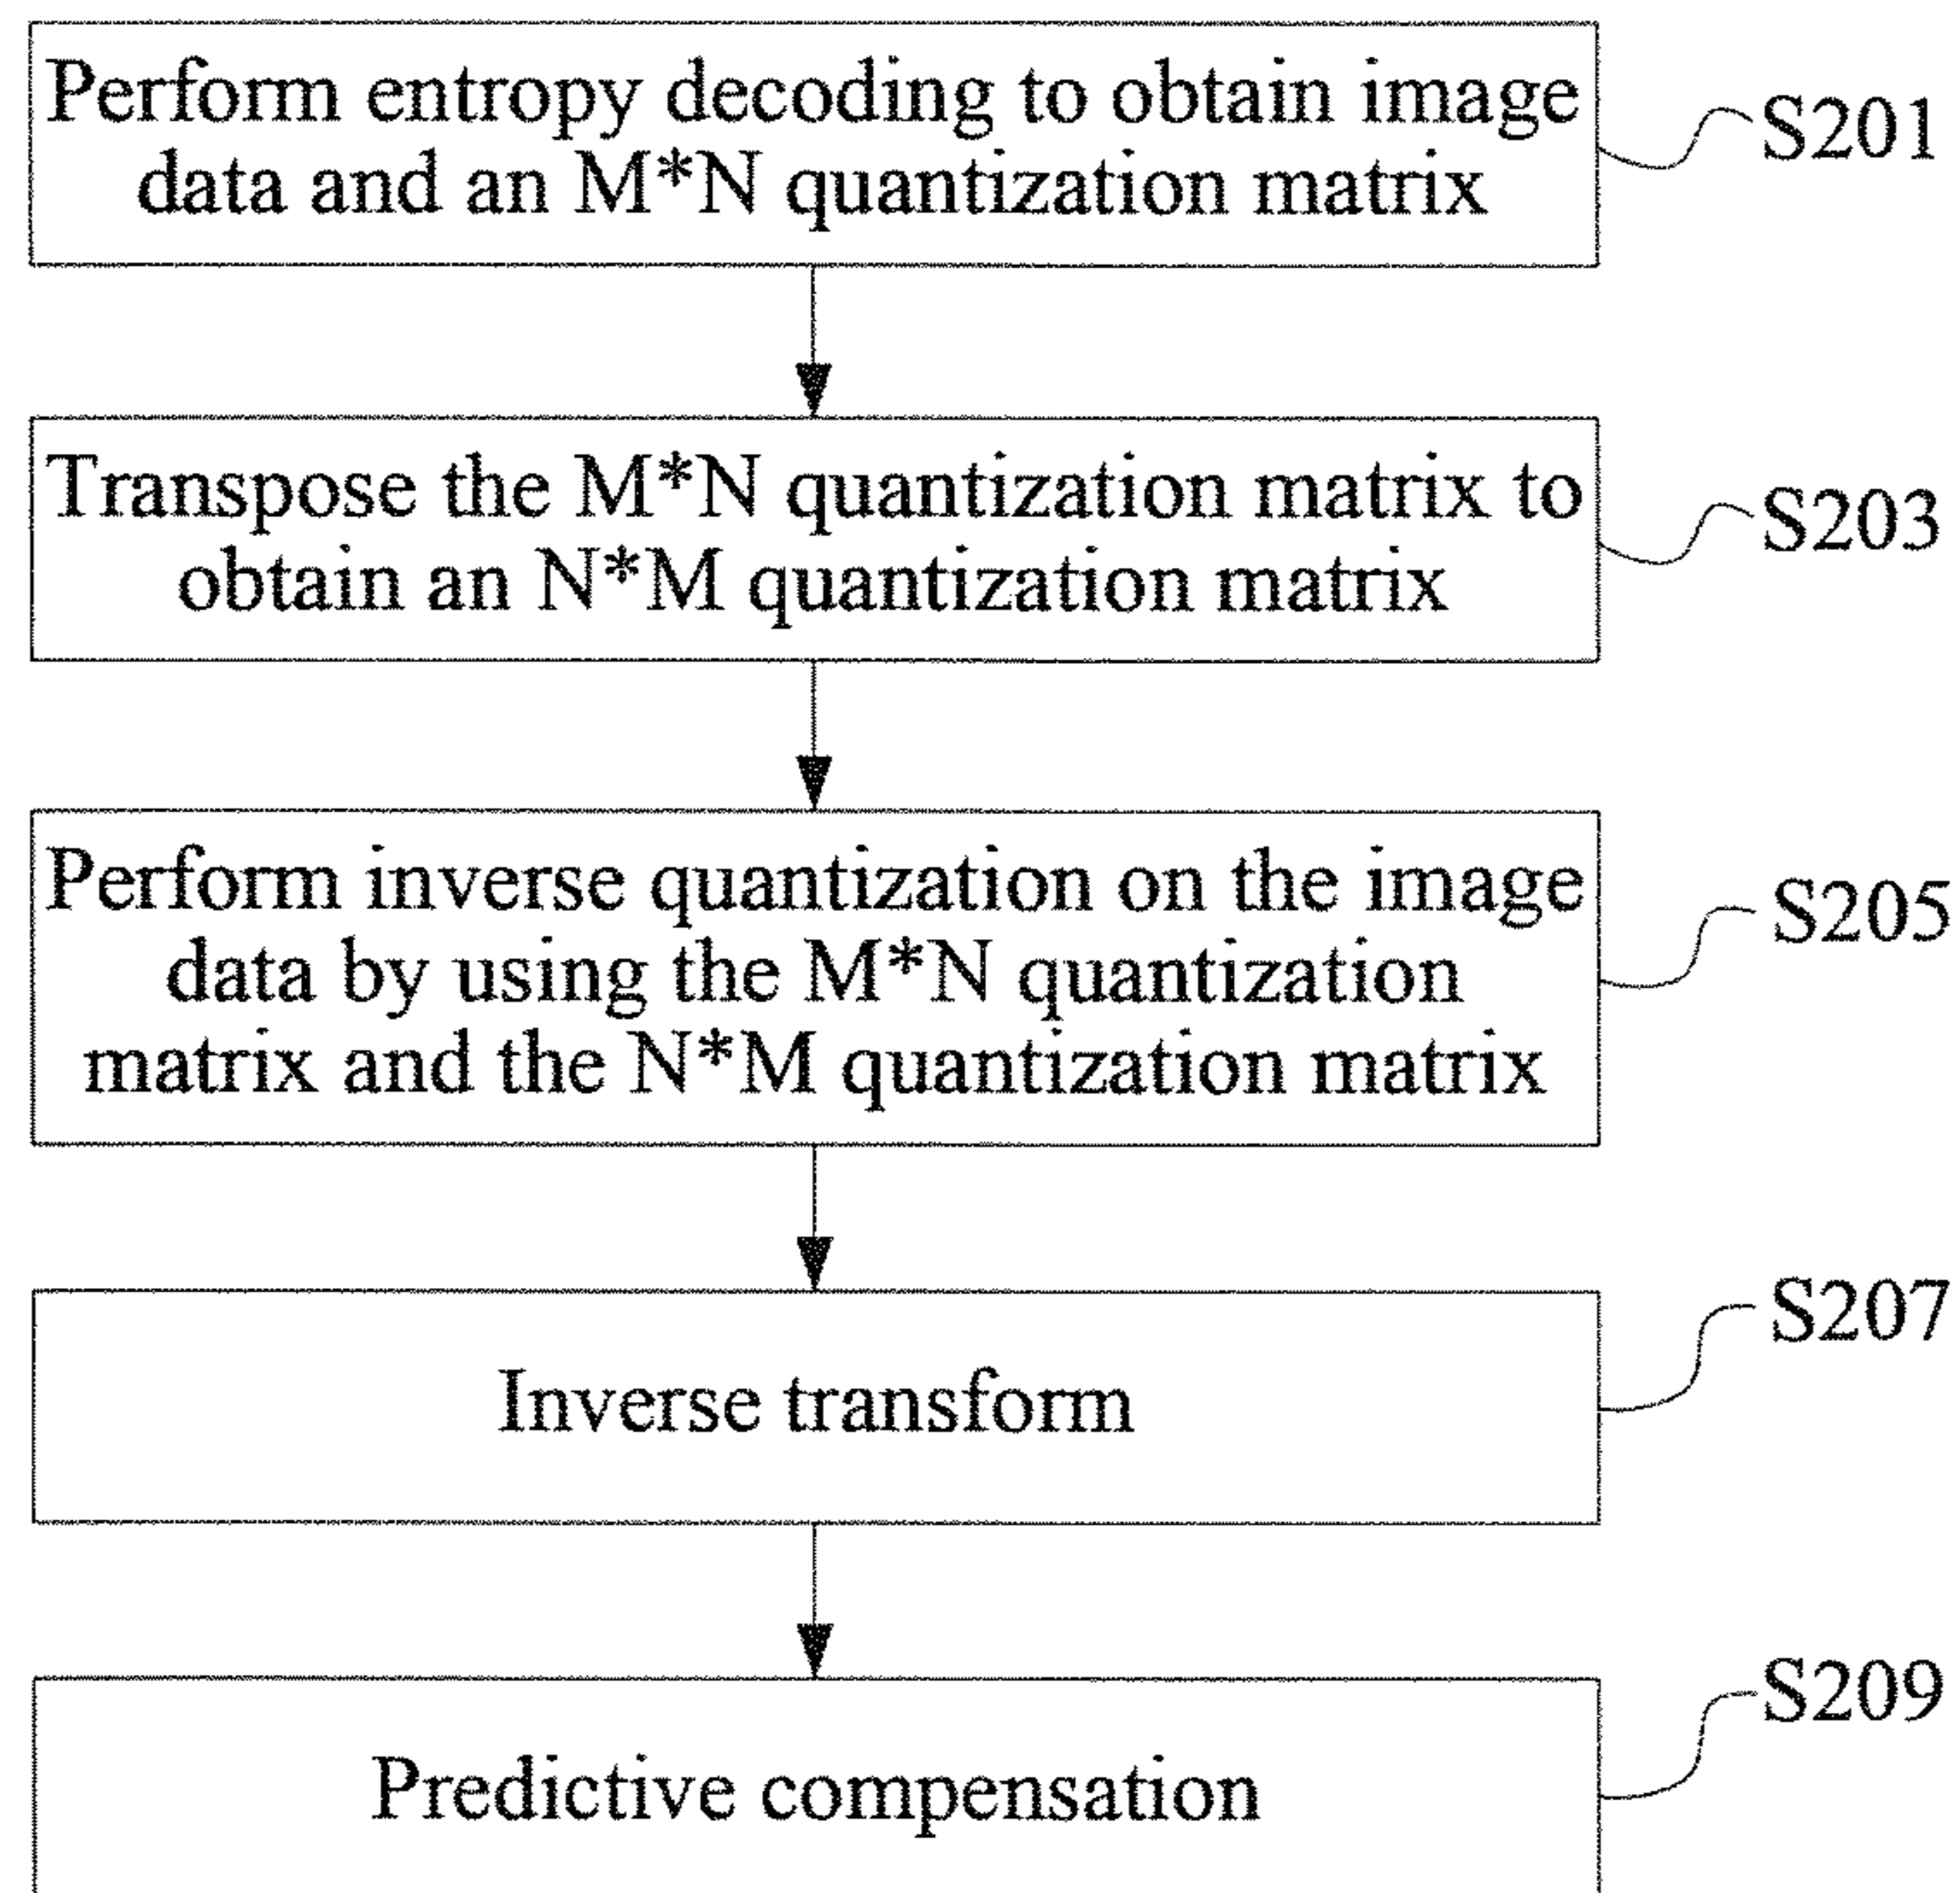 Perform entropy decoding to obtain image
data and an M*N quantization matrix
S201
Transpose the M*N quantization matrix to
obtain an N*M quantization matrix
S203
Perform inverse quantization on the image
data by using the M*N quantization
matrix and the N*M quantization matrix
S205
Inverse transform
S207
Predictive compensation
S209